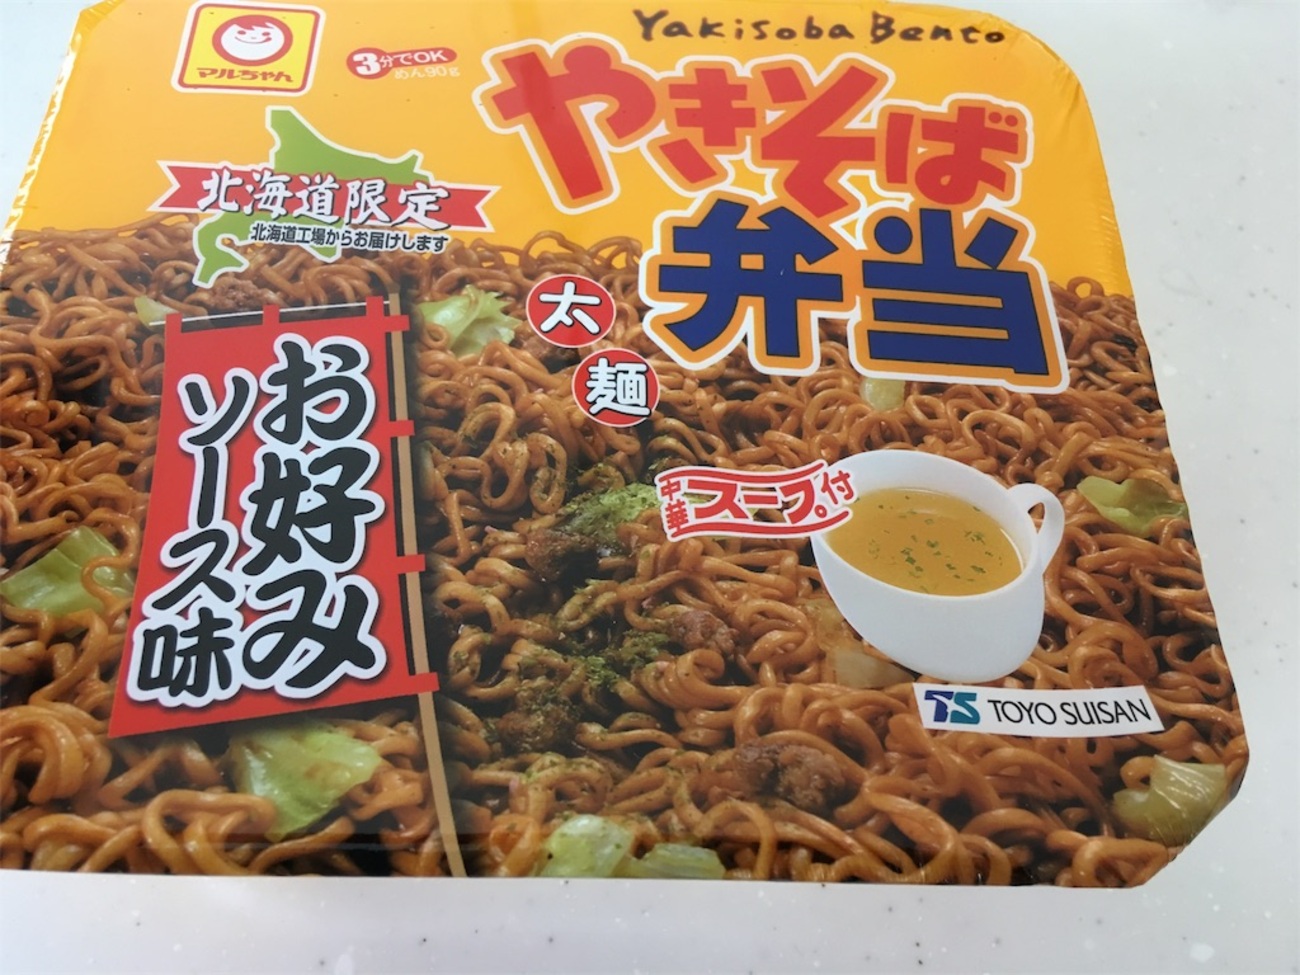 Yakisoba Bento
マルちゃん
3分でOK
めん90g
やきそば
弁当
北海道限定
北海道工場からお届けします
太麺
お好み
ソース味
中華スープ付
TS TOYO SUISAN